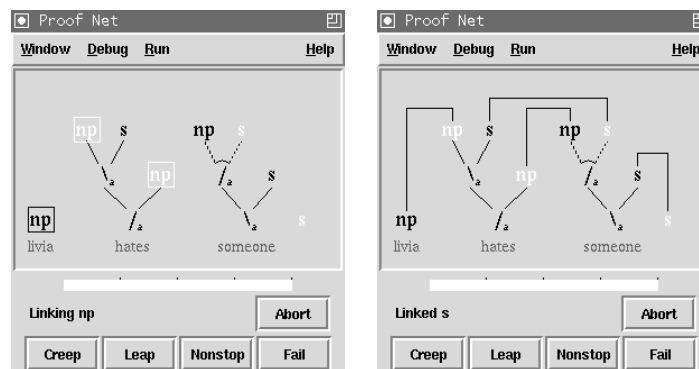 Proof Net
Window Debug Run Help
np s np s
/a np /a s
np /a /a s
livia hates someone
Linking np Abort
Creep Leap Nonstop Fail
Proof Net
Window Debug Run Help
np s np s
/a np /a s
np /a /a s
livia hates someone
Linked s Abort
Creep Leap Nonstop Fail